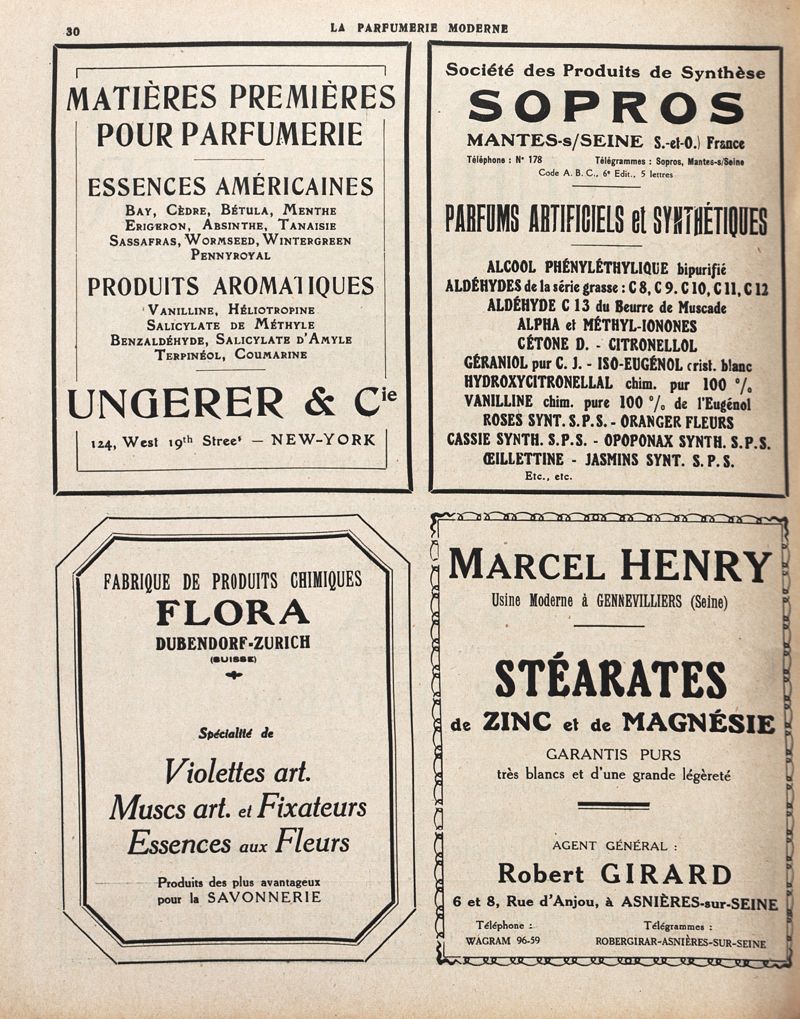 30
LA PARFUMERIE MODERNE
MATIÈRES PREMIÈRES
POUR PARFUMERIE
ESSENCES AMÉRICAINES
BAY, CÈDRE, BÉTULA, MENTHE
ERIGERON, ABSINTHE, TANAISIE
SASSAFRAS, WORMSEED, WINTERGREEN
PENNYROYAL
PRODUITS AROMATIQUES
VANILLINE, HÉLIOTROPINE
SALICYLATE DE MÉTHYLE
BENZALDÉHYDE, SALICYLATE D'AMYLE
TERPINÉOL, COUMARINE
UNGERER & Cie
124, West 19th Street — NEW-YORK
Société des Produits de Synthèse
SOPROS
MANTES-s/SEINE S.-et-O.) France
Téléphone : N° 178 Télégrammes : Sopros, Mantes-s/Seine
Code A. B. C., 6e Edit., 5 lettres
PARFUMS ARTIFICIELS et SYNTHÉTIQUES
ALCOOL PHÉNYLÉTHYLIQUE bipurifié
ALDÉHYDES de la série grasse : C 8, C 9. C 10, C 11, C 12
ALDÉHYDE C 13 du Beurre de Muscade
ALPHA et MÉTHYL-IONONES
CÉTONE D. - CITRONELLOL
GÉRANIOL pur C. J. - ISO-EUGÉNOL crist. blanc
HYDROXYCITRONELLAL chim. pur 100 %
VANILLINE chim. pure 100 % de l'Eugénol
ROSES SYNT. S. P. S. - ORANGER FLEURS
CASSIE SYNTH. S. P. S. - OPOPONAX SYNTH. S. P. S.
ŒILLETTINE - JASMINS SYNT. S. P. S.
Etc., etc.
FABRIQUE DE PRODUITS CHIMIQUES
FLORA
DUBENDORF-ZURICH
(SUISSE)
Spécialité de
Violettes art.
Muscs art. et Fixateurs
Essences aux Fleurs
Produits des plus avantageux
pour la SAVONNERIE
MARCEL HENRY
Usine Moderne à GENNEVILLIERS (Seine)
STÉARATES
de ZINC et de MAGNÉSIE
GARANTIS PURS
très blancs et d'une grande légèreté
AGENT GÉNÉRAL :
Robert GIRARD
6 et 8, Rue d'Anjou, à ASNIÈRES-sur-SEINE
Téléphone : Télégrammes :
WAGRAM 96-59 ROBERGIRAR-ASNIÈRES-SUR-SEINE